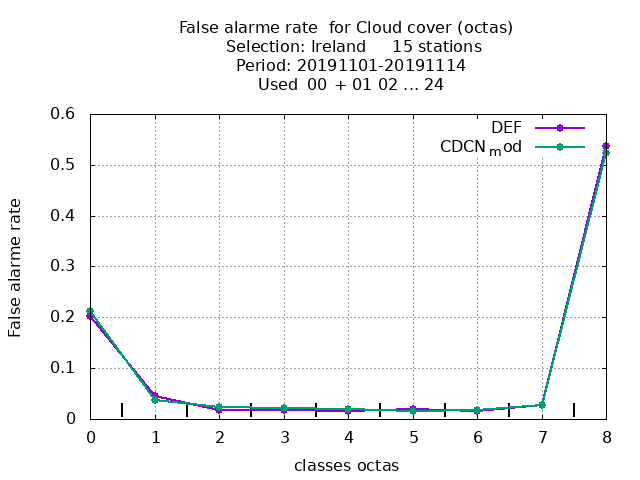 False alarme rate  for Cloud cover (octas)
Selection: Ireland     15 stations
Period: 20191101-20191114
Used  00 + 01 02 ... 24
DEF
CDCNmod
False alarme rate
0.6
0.5
0.4
0.3
0.2
0.1
0
0 1 2 3 4 5 6 7 8
classes octas